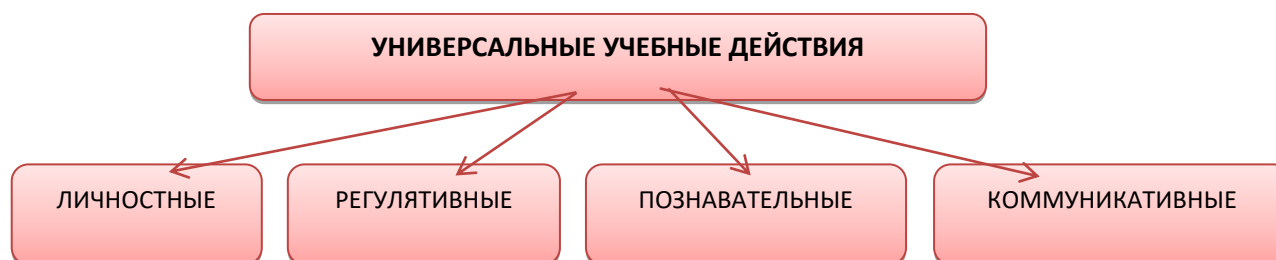 УНИВЕРСАЛЬНЫЕ УЧЕБНЫЕ ДЕЙСТВИЯ
ЛИЧНОСТНЫЕ
РЕГУЛЯТИВНЫЕ
ПОЗНАВАТЕЛЬНЫЕ
КОММУНИКАТИВНЫЕ